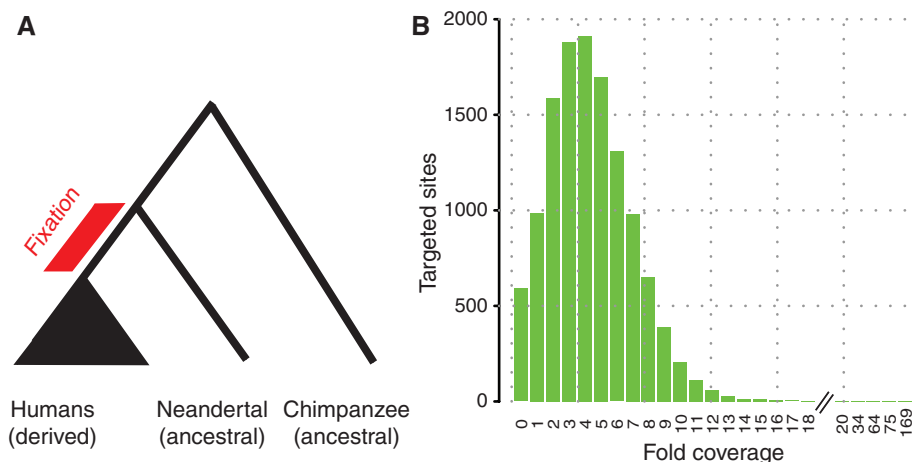 A
Fixation
Humans
(derived)
Neandertal
(ancestral)
Chimpanzee
(ancestral)
B
Targeted sites
2000
1500
1000
500
0
0 1 2 3 4 5 6 7 8 9 10 11 12 13 14 15 16 17 18 20 34 64 75 169
Fold coverage